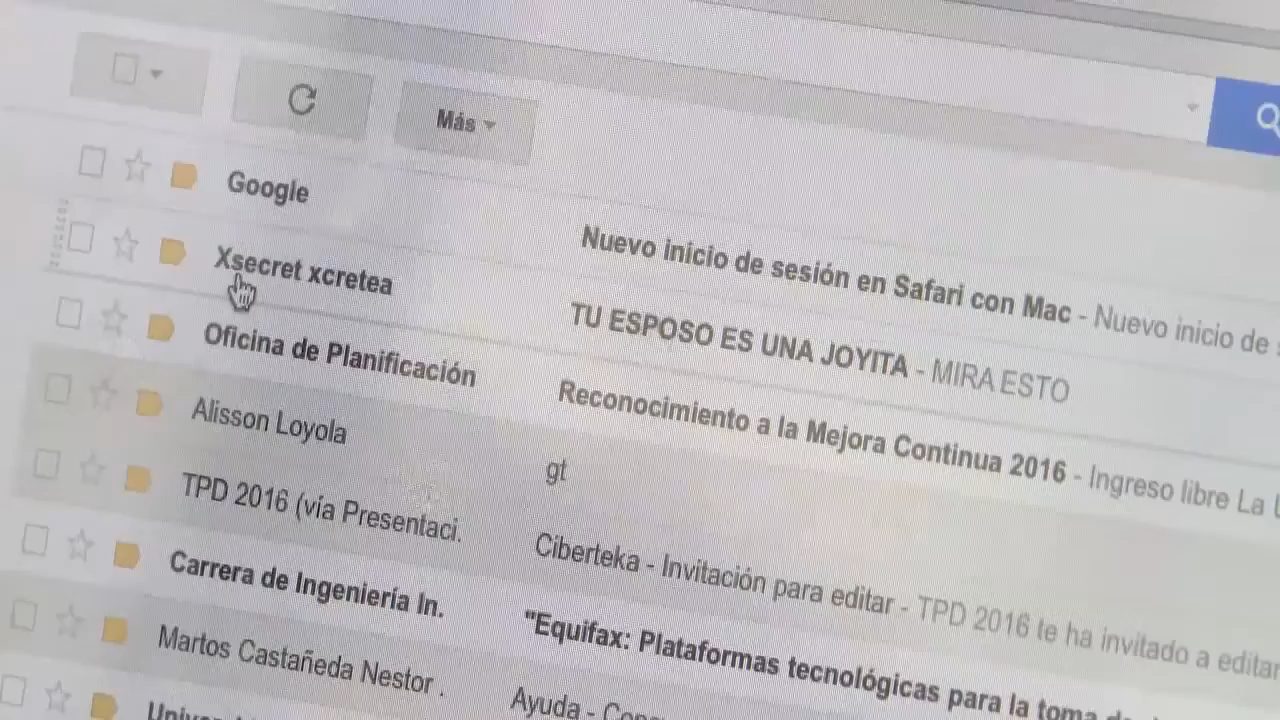 Más
Google
Nuevo inicio de sesión en Safari con Mac - Nuevo inicio de
Xsecret xcretea
TU ESPOSO ES UNA JOYITA - MIRA ESTO
Oficina de Planificación
Reconocimiento a la Mejora Continua 2016 - Ingreso libre La
Alisson Loyola
gt
TPD 2016 (vía Presentaci.
Ciberteka - Invitación para editar - TPD 2016 te ha invitado a editar
Carrera de Ingeniería In.
"Equifax: Plataformas tecnológicas para la toma
Martos Castañeda Nestor .
Ayuda -